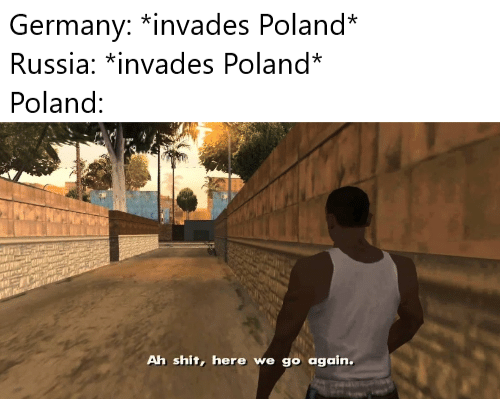 Germany: *invades Poland*
Russia: *invades Poland*
Poland:
Ah shit, here we go again.